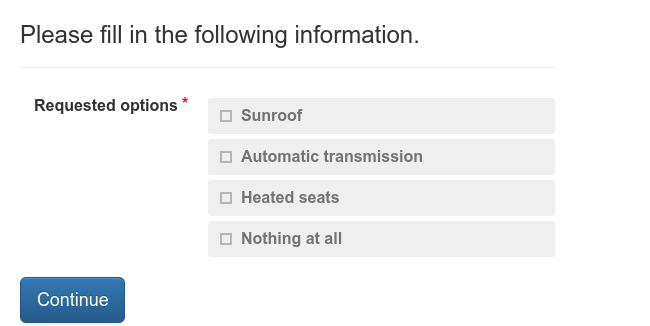 Please fill in the following information.
Requested options *
Sunroof
Automatic transmission
Heated seats
Nothing at all
Continue